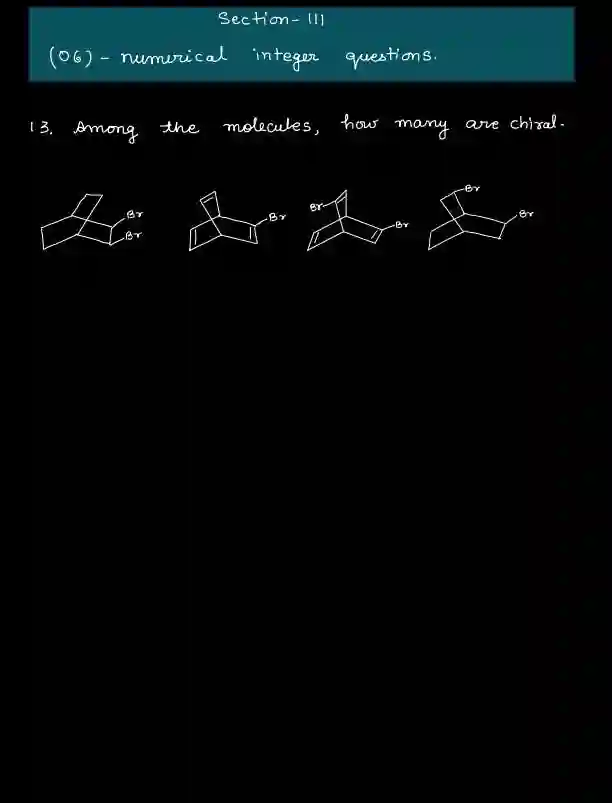 Section-III
(06) - numerical integer questions.
13. Among the molecules, how many are chiral.
Br
Br
Br
Br
Br
Br
Br